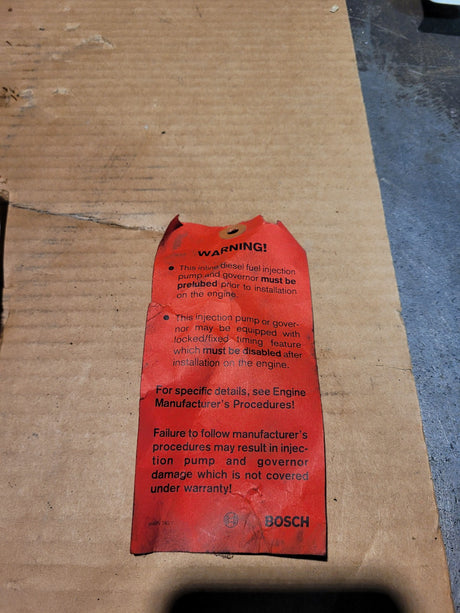 WARNING!
● This inline diesel fuel injection
pump and governor must be
prelubed prior to installation
on the engine.
● This injection pump or gover-
nor may be equipped with
locked/fixed timing feature
which must be disabled after
installation on the engine.
For specific details, see Engine
Manufacturer's Procedures!
Failure to follow manufacturer's
procedures may result in injec-
tion pump and governor
damage which is not covered
under warranty!
BOSCH